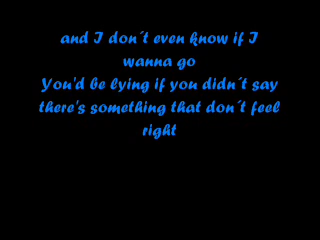 and I don´t even know if I
wanna go
You'd be lying if you didn´t say
there's something that don´t feel
right